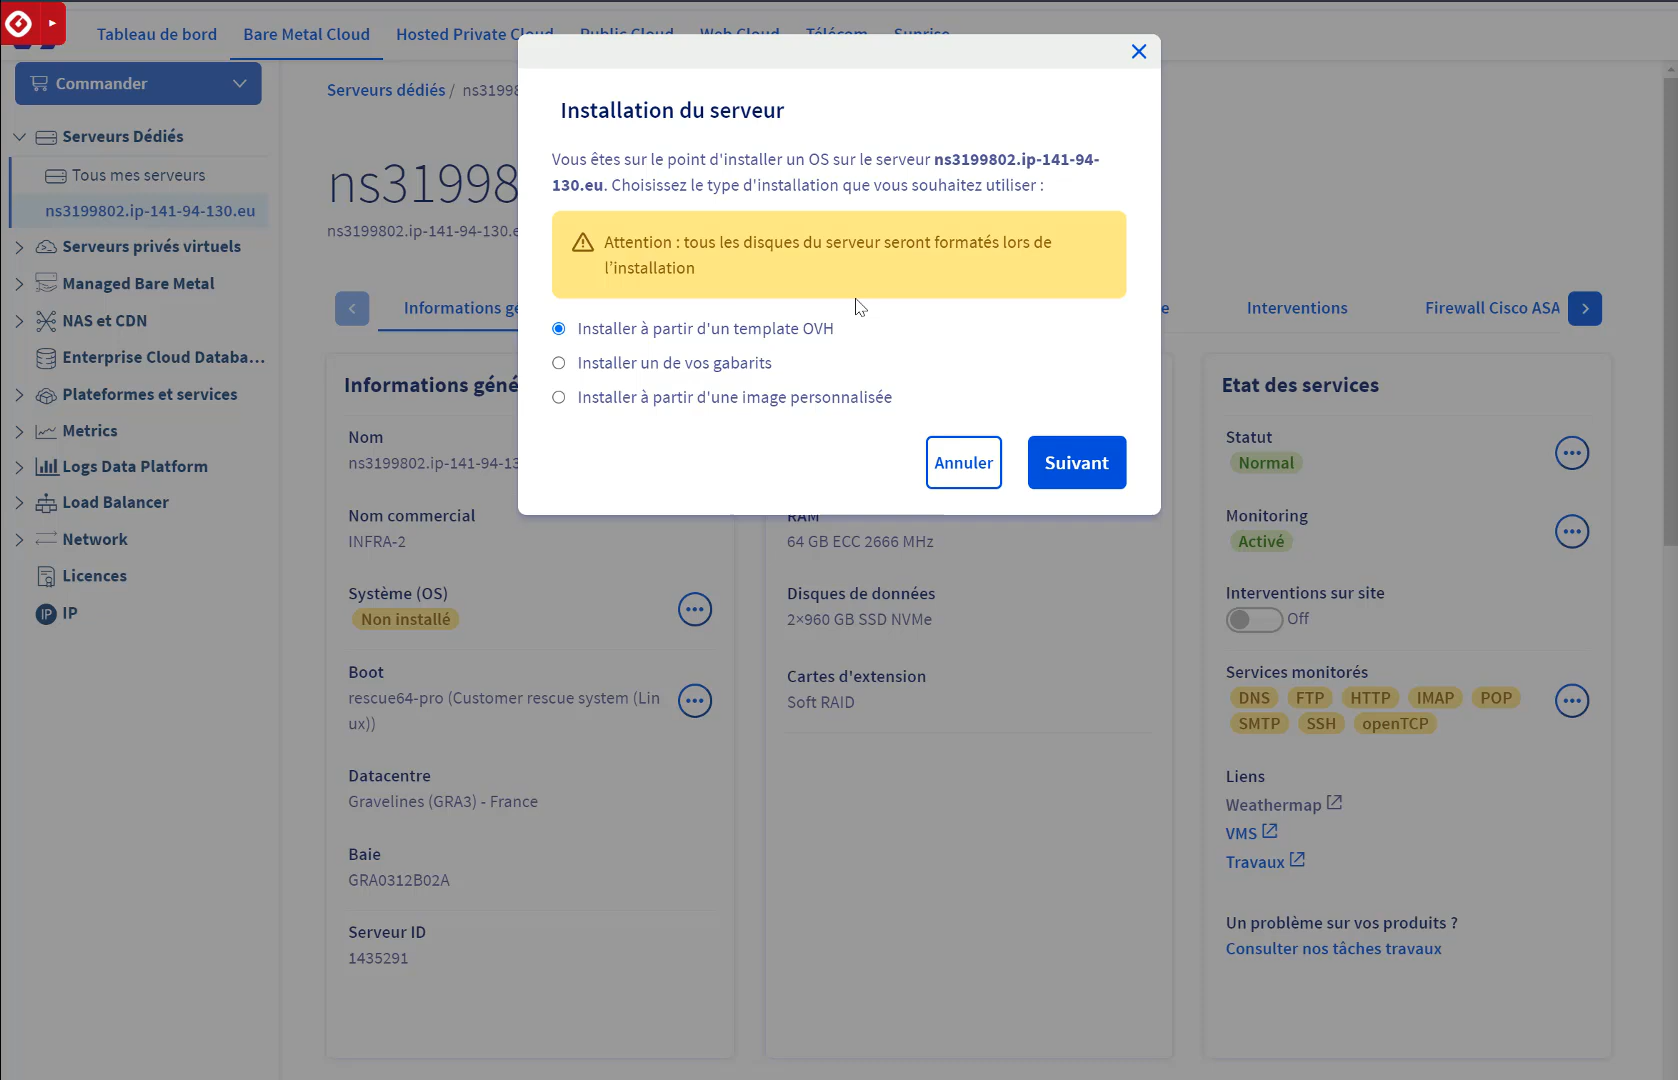 Tableau de bord
Bare Metal Cloud
Hosted Private Cloud
Public Cloud
Web Cloud
Télécom
Sunrise
Commander
Serveurs Dédiés
Tous mes serveurs
ns3199802.ip-141-94-130.eu
Serveurs privés virtuels
Managed Bare Metal
NAS et CDN
Enterprise Cloud Databa...
Plateformes et services
Metrics
Logs Data Platform
Load Balancer
Network
Licences
IP IP
Serveurs dédiés / ns3199
ns31998
ns3199802.ip-141-94-130.e
Installation du serveur
Vous êtes sur le point d'installer un OS sur le serveur ns3199802.ip-141-94-
130.eu. Choisissez le type d'installation que vous souhaitez utiliser :
Attention : tous les disques du serveur seront formatés lors de
l’installation
Installer à partir d'un template OVH
Installer un de vos gabarits
Installer à partir d'une image personnalisée
Annuler
Suivant
Informations gé
e
Interventions
Firewall Cisco ASA
Informations géné
Nom
ns3199802.ip-141-94-13
Nom commercial
INFRA-2
Système (OS)
Non installé
Boot
rescue64-pro (Customer rescue system (Lin
ux))
Datacentre
Gravelines (GRA3) - France
Baie
GRA0312B02A
Serveur ID
1435291
RAM
64 GB ECC 2666 MHz
Disques de données
2×960 GB SSD NVMe
Cartes d'extension
Soft RAID
Etat des services
Statut
Normal
Monitoring
Activé
Interventions sur site
Off
Services monitorés
DNS FTP HTTP IMAP POP
SMTP SSH openTCP
Liens
Weathermap
VMS
Travaux
Un problème sur vos produits ?
Consulter nos tâches travaux